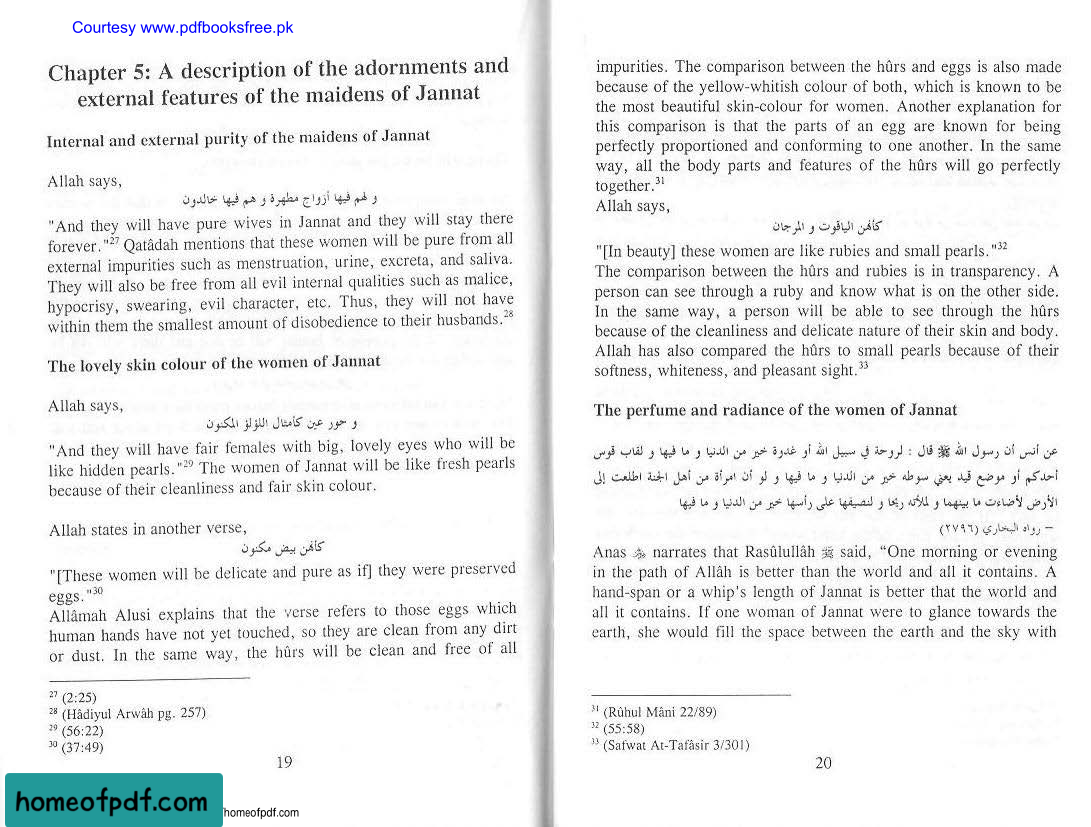 Courtesy www.pdfbooksfree.pk
Chapter 5: A description of the adornments and
external features of the maidens of Jannat
Internal and external purity of the maidens of Jannat
Allah says,
و لهم فيها أزواج مطهرة و هم فيها خالدون
"And they will have pure wives in Jannat and they will stay there
forever."27 Qatâdah mentions that these women will be pure from all
external impurities such as menstruation, urine, excreta, and saliva.
They will also be free from all evil internal qualities such as malice,
hypocrisy, swearing, evil character, etc. Thus, they will not have
within them the smallest amount of disobedience to their husbands.28
The lovely skin colour of the women of Jannat
Allah says,
و حور عين كأمثال اللؤلؤ المكنون
"And they will have fair females with big, lovely eyes who will be
like hidden pearls."29 The women of Jannat will be like fresh pearls
because of their cleanliness and fair skin colour.
Allah states in another verse,
كأنهن بيض مكنون
"[These women will be delicate and pure as if] they were preserved
eggs."30
Allâmah Alusi explains that the verse refers to those eggs which
human hands have not yet touched, so they are clean from any dirt
or dust. In the same way, the hûrs will be clean and free of all
27 (2:25)
28 (Hâdiyul Arwâh pg. 257)
29 (56:22)
30 (37:49)
19
impurities. The comparison between the hûrs and eggs is also made
because of the yellow-whitish colour of both, which is known to be
the most beautiful skin-colour for women. Another explanation for
this comparison is that the parts of an egg are known for being
perfectly proportioned and conforming to one another. In the same
way, all the body parts and features of the hûrs will go perfectly
together.31
Allah says,
كأنهن الياقوت و المرجان
"[In beauty] these women are like rubies and small pearls."32
The comparison between the hûrs and rubies is in transparency. A
person can see through a ruby and know what is on the other side.
In the same way, a person will be able to see through the hûrs
because of the cleanliness and delicate nature of their skin and body.
Allah has also compared the hûrs to small pearls because of their
softness, whiteness, and pleasant sight.33
The perfume and radiance of the women of Jannat
عن أنس أن رسول الله ﷺ قال : لروحة في سبيل الله أو غدوة خير من الدنيا و ما فيها و لقاب قوس
أحدكم أو موضع قيد يعني سوطه خير من الدنيا و ما فيها و لو أن امرأة من أهل الجنة اطلعت إلى
الأرض لأضاءت ما بينهما و لملأته ريحا و لنصيفها على رأسها خير من الدنيا و ما فيها
– رواه البخاري (٢٧٩٦)
Anas narrates that Rasûlullâh ﷺ said, “One morning or evening
in the path of Allâh is better than the world and all it contains. A
hand-span or a whip's length of Jannat is better that the world and
all it contains. If one woman of Jannat were to glance towards the
earth, she would fill the space between the earth and the sky with
31 (Rûhul Mâni 22/89)
32 (55:58)
33 (Safwat At-Tafâsir 3/301)
20
homeofpdf.com
homeofpdf.com